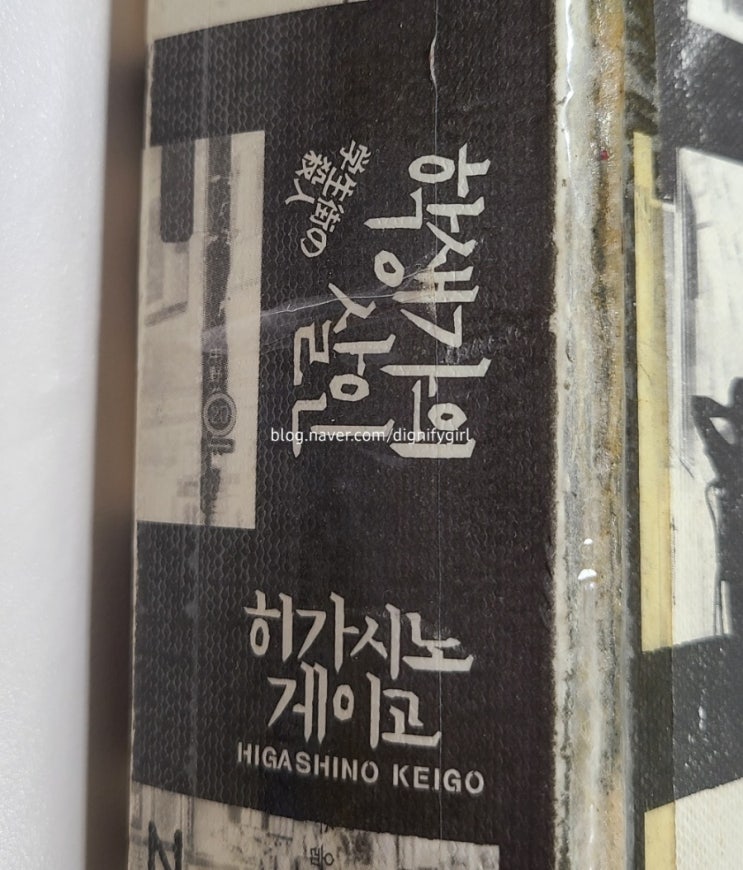 학생가의
살인
学生街の
殺人
blog.naver.com/dignifygirl
히가시노
게이고
HIGASHINO KEIGO